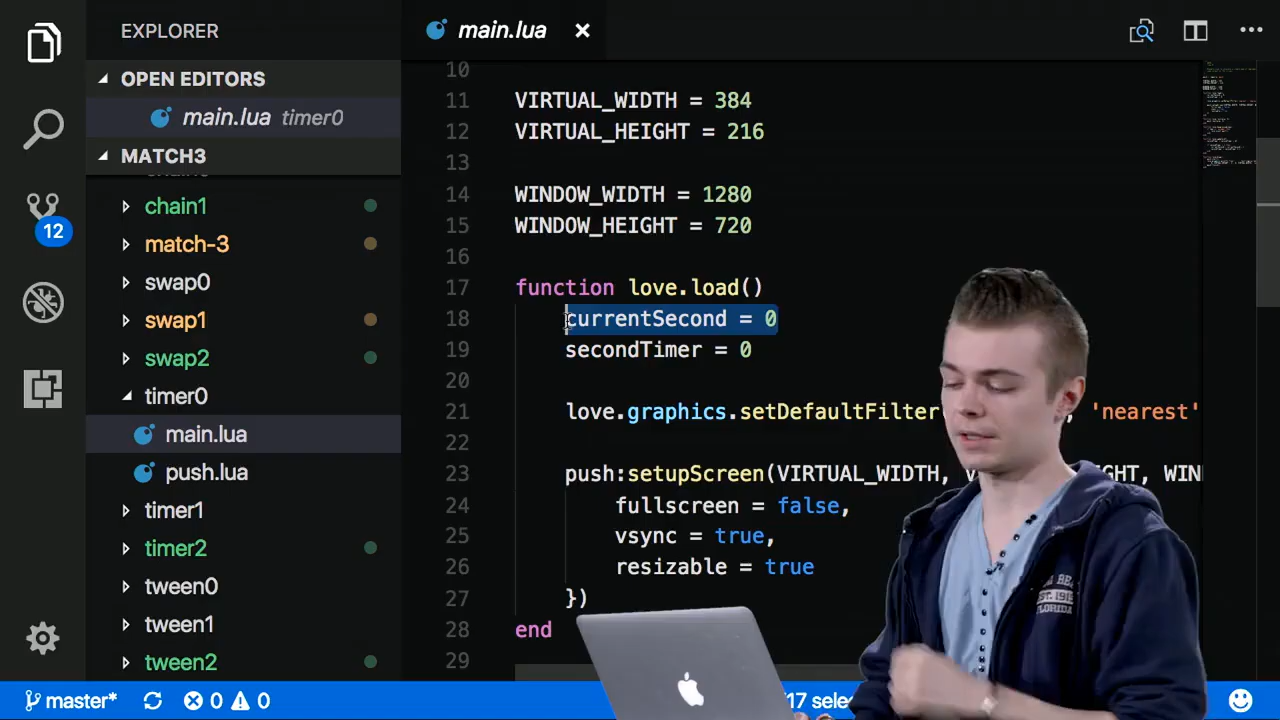 EXPLORER
OPEN EDITORS
main.lua timer0
MATCH3
chain1
match-3
swap0
swap1
swap2
timer0
main.lua
push.lua
timer1
timer2
tween0
tween1
tween2
12
main.lua
10
11 VIRTUAL_WIDTH = 384
12 VIRTUAL_HEIGHT = 216
13
14 WINDOW_WIDTH = 1280
15 WINDOW_HEIGHT = 720
16
17 function love.load()
18 currentSecond = 0
19 secondTimer = 0
20
21 love.graphics.setDefaultFilter , 'nearest'
22
23 push:setupScreen(VIRTUAL_WIDTH, GHT, WIN
24 fullscreen = false,
25 vsync = true,
26 resizable = true
27 })
28 end
29
master* 0 0
EST.
FLORIDA